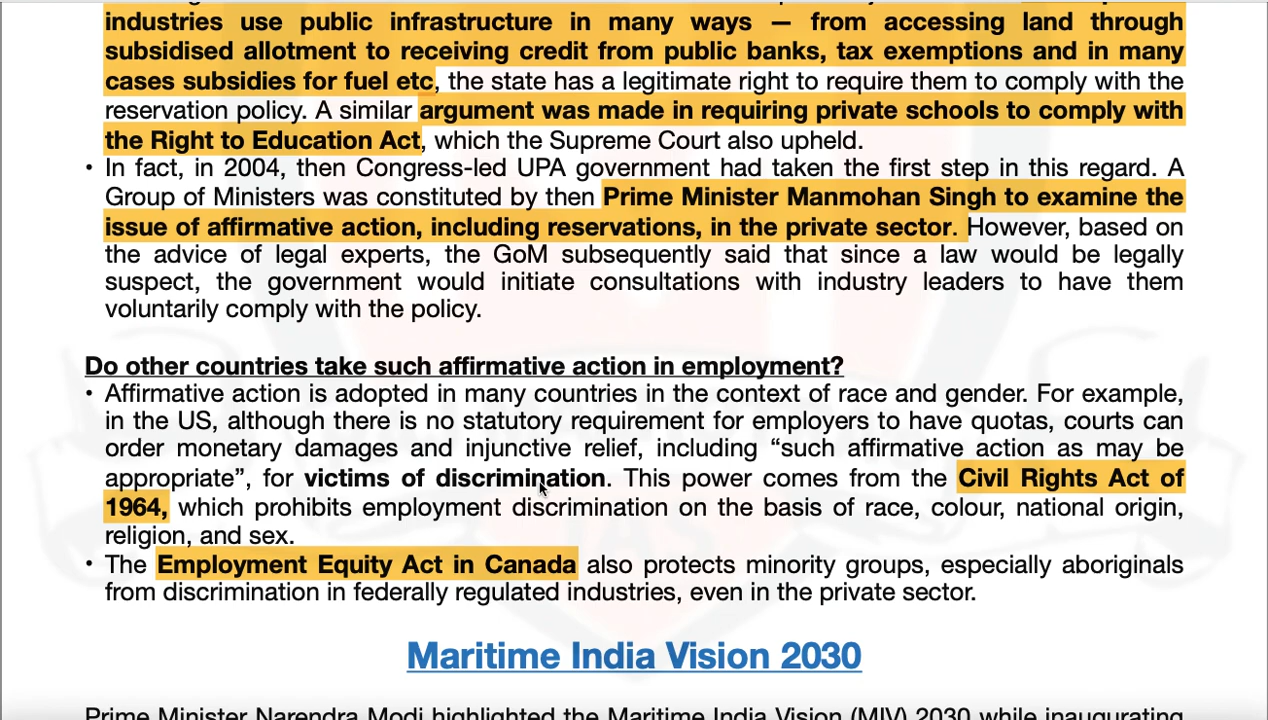 industries use public infrastructure in many ways — from accessing land through
subsidised allotment to receiving credit from public banks, tax exemptions and in many
cases subsidies for fuel etc, the state has a legitimate right to require them to comply with the
reservation policy. A similar argument was made in requiring private schools to comply with
the Right to Education Act, which the Supreme Court also upheld.
• In fact, in 2004, then Congress-led UPA government had taken the first step in this regard. A
Group of Ministers was constituted by then Prime Minister Manmohan Singh to examine the
issue of affirmative action, including reservations, in the private sector. However, based on
the advice of legal experts, the GoM subsequently said that since a law would be legally
suspect, the government would initiate consultations with industry leaders to have them
voluntarily comply with the policy.
Do other countries take such affirmative action in employment?
• Affirmative action is adopted in many countries in the context of race and gender. For example,
in the US, although there is no statutory requirement for employers to have quotas, courts can
order monetary damages and injunctive relief, including “such affirmative action as may be
appropriate”, for victims of discrimination. This power comes from the Civil Rights Act of
1964, which prohibits employment discrimination on the basis of race, colour, national origin,
religion, and sex.
• The Employment Equity Act in Canada also protects minority groups, especially aboriginals
from discrimination in federally regulated industries, even in the private sector.
Maritime India Vision 2030
Prime Minister Narendra Modi highlighted the Maritime India Vision (MIV) 2030 while inaugurating